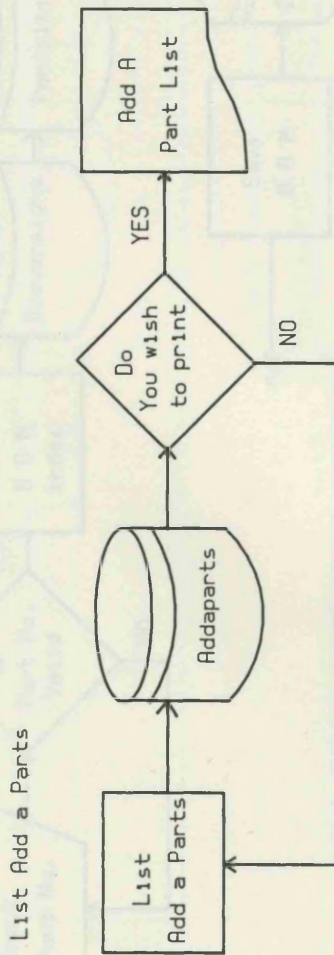 List Add a Parts
List
Add a Parts
Addaparts
Do
You wish
to print
YES
Add A
Part List
NO